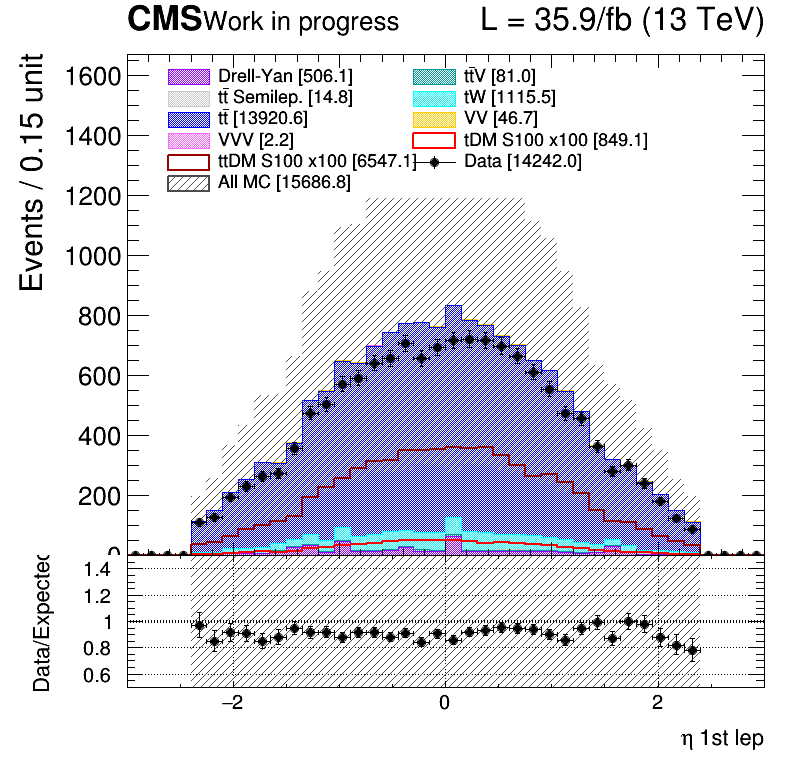 CMS Work in progress L = 35.9/fb (13 TeV)
Drell-Yan [506.1] tt̄V [81.0]
tt̄ Semilep. [14.8] tW [1115.5]
tt̄ [13920.6] VV [46.7]
VVV [2.2] tDM S100 x100 [849.1]
ttDM S100 x100 [6547.1] Data [14242.0]
All MC [15686.8]
Events / 0.15 unit
1600
1400
1200
1000
800
600
400
200
0
Data/Expected
1.4
1.2
1
0.8
0.6
−2 0 2
η 1st lep